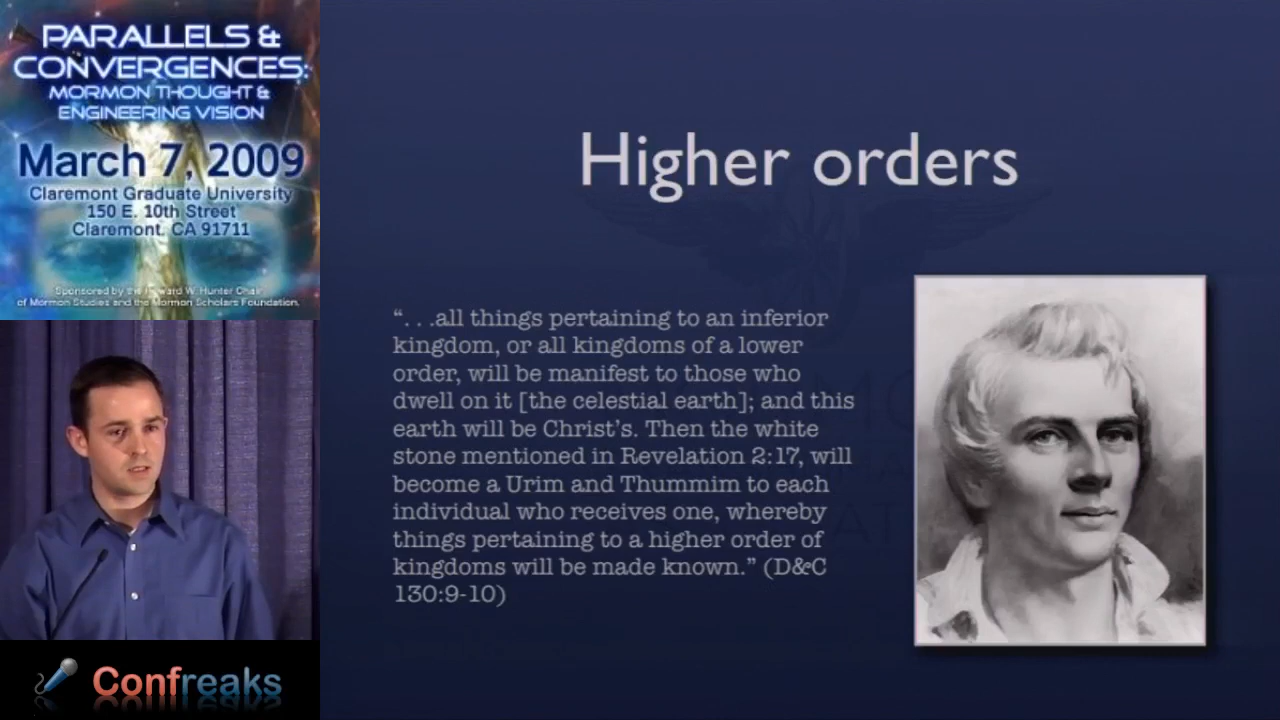 PARALLELS &
CONVERGENCES:
MORMON THOUGHT &
ENGINEERING VISION
March 7, 2009
Claremont Graduate University
150 E. 10th Street
Claremont, CA 91711
Sponsored by the Howard W. Hunter Chair
of Mormon Studies and the Mormon Scholars Foundation.
Confreaks
Higher orders
“. . .all things pertaining to an inferior
kingdom, or all kingdoms of a lower
order, will be manifest to those who
dwell on it [the celestial earth]; and this
earth will be Christ’s. Then the white
stone mentioned in Revelation 2:17, will
become a Urim and Thummim to each
individual who receives one, whereby
things pertaining to a higher order of
kingdoms will be made known.” (D&C
130:9-10)